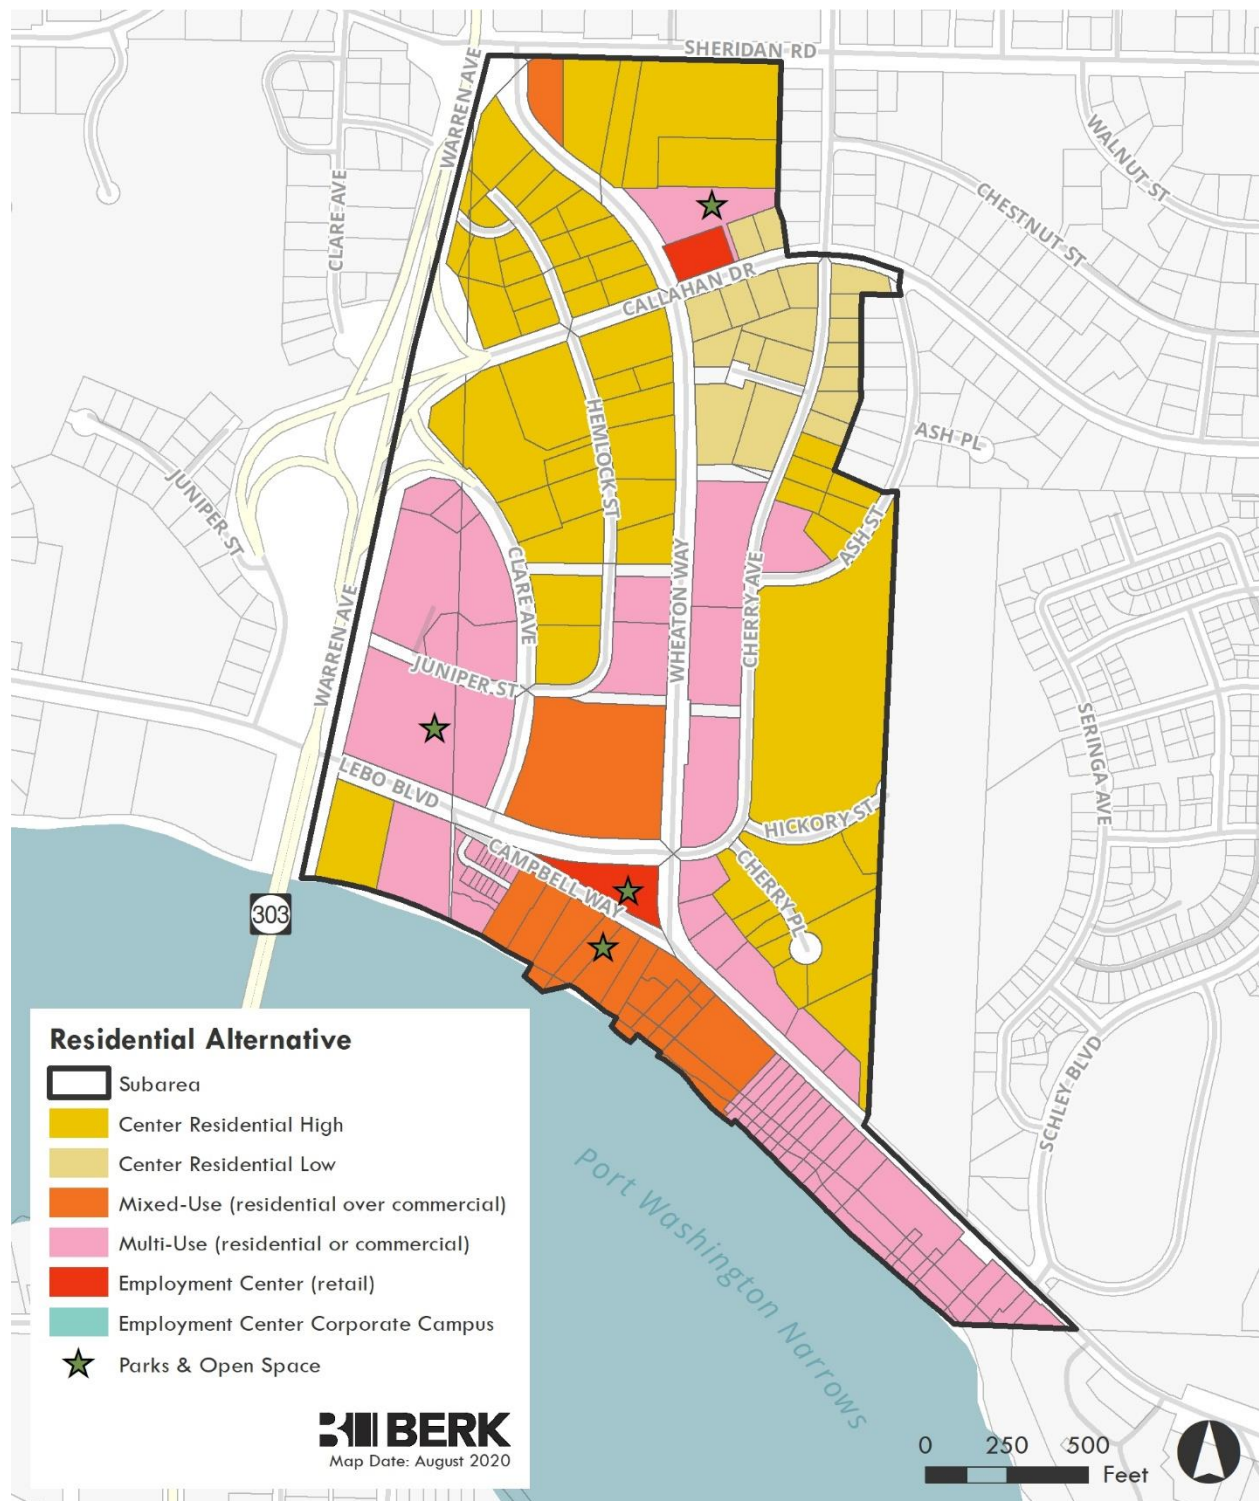 SHERIDAN RD
WARREN AVE
WALNUT ST
CLARE AVE
CHESTNUT ST
CALLAHAN DR
HEMLOCK ST
ASH PL
JUNIPER ST
ASH ST
CLARE AVE
WHEATON WAY
CHERRY AVE
WARREN AVE
JUNIPER ST
SERINGA AVE
LEBO BLVD
HICKORY ST
CAMPBELL WAY
CHERRY PL
303
SCHLEY BLVD
Port Washington Narrows
Residential Alternative
Subarea
Center Residential High
Center Residential Low
Mixed-Use (residential over commercial)
Multi-Use (residential or commercial)
Employment Center (retail)
Employment Center Corporate Campus
Parks & Open Space
BERK
Map Date: August 2020
0 250 500
Feet